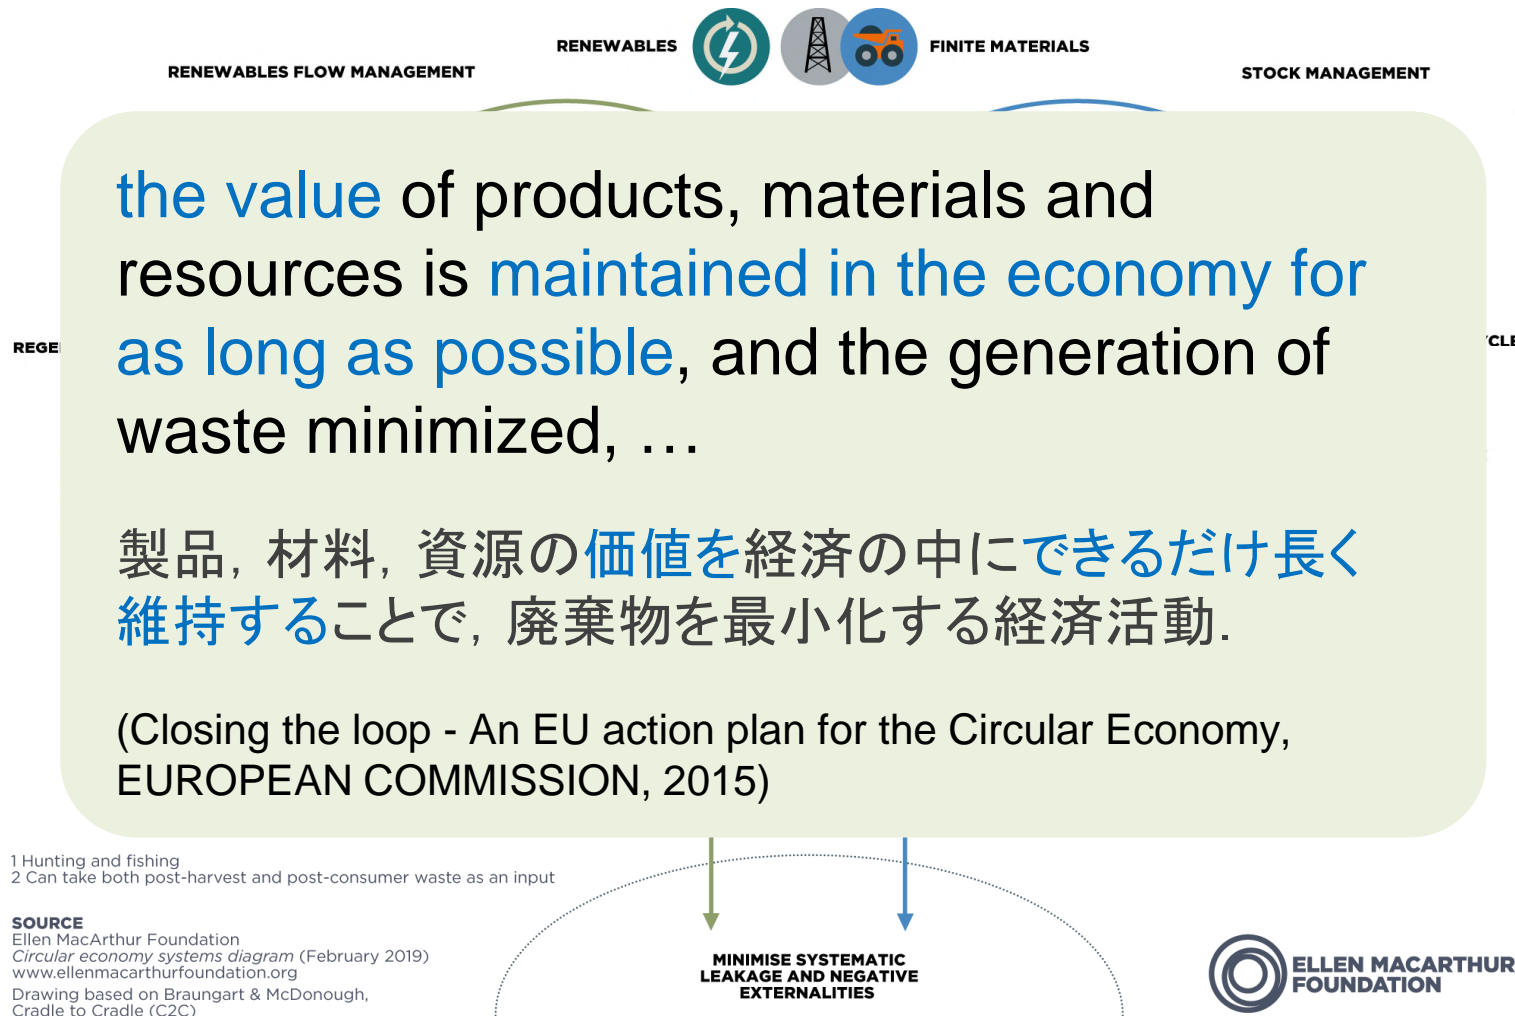 RENEWABLES
FINITE MATERIALS
RENEWABLES FLOW MANAGEMENT
STOCK MANAGEMENT
the value of products, materials and
resources is maintained in the economy for
as long as possible, and the generation of
waste minimized, …
製品，材料，資源の価値を経済の中にできるだけ長く
維持することで，廃棄物を最小化する経済活動．
(Closing the loop - An EU action plan for the Circular Economy,
EUROPEAN COMMISSION, 2015)
1 Hunting and fishing
2 Can take both post-harvest and post-consumer waste as an input
SOURCE
Ellen MacArthur Foundation
Circular economy systems diagram (February 2019)
www.ellenmacarthurfoundation.org
Drawing based on Braungart & McDonough,
Cradle to Cradle (C2C)
MINIMISE SYSTEMATIC
LEAKAGE AND NEGATIVE
EXTERNALITIES
ELLEN MACARTHUR
FOUNDATION